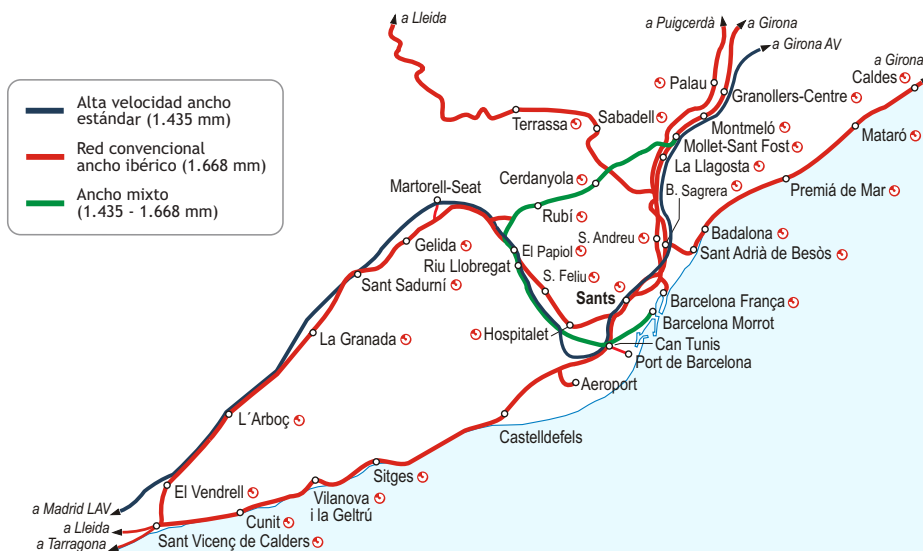 a Lleida
a Puigcerdà
a Girona
a Girona AV
a Girona
Caldes
Palau
Granollers-Centre
Alta velocidad ancho
estándar (1.435 mm)
Red convencional
ancho ibérico (1.668 mm)
Ancho mixto
(1.435 - 1.668 mm)
Terrassa
Sabadell
Montmeló
Mollet-Sant Fost
Mataró
La Llagosta
Martorell-Seat
Cerdanyola
B. Sagrera
Premiá de Mar
Rubí
Badalona
Gelida
El Papiol
S. Andreu
Sant Adrià de Besòs
Riu Llobregat
S. Feliu
Sant Sadurní
Sants
Barcelona França
La Granada
Hospitalet
Barcelona Morrot
Can Tunis
Port de Barcelona
Aeroport
L´Arboç
Castelldefels
Sitges
El Vendrell
Vilanova
i la Geltrú
a Madrid LAV
Cunit
a Lleida
Sant Vicenç de Calders
a Tarragona